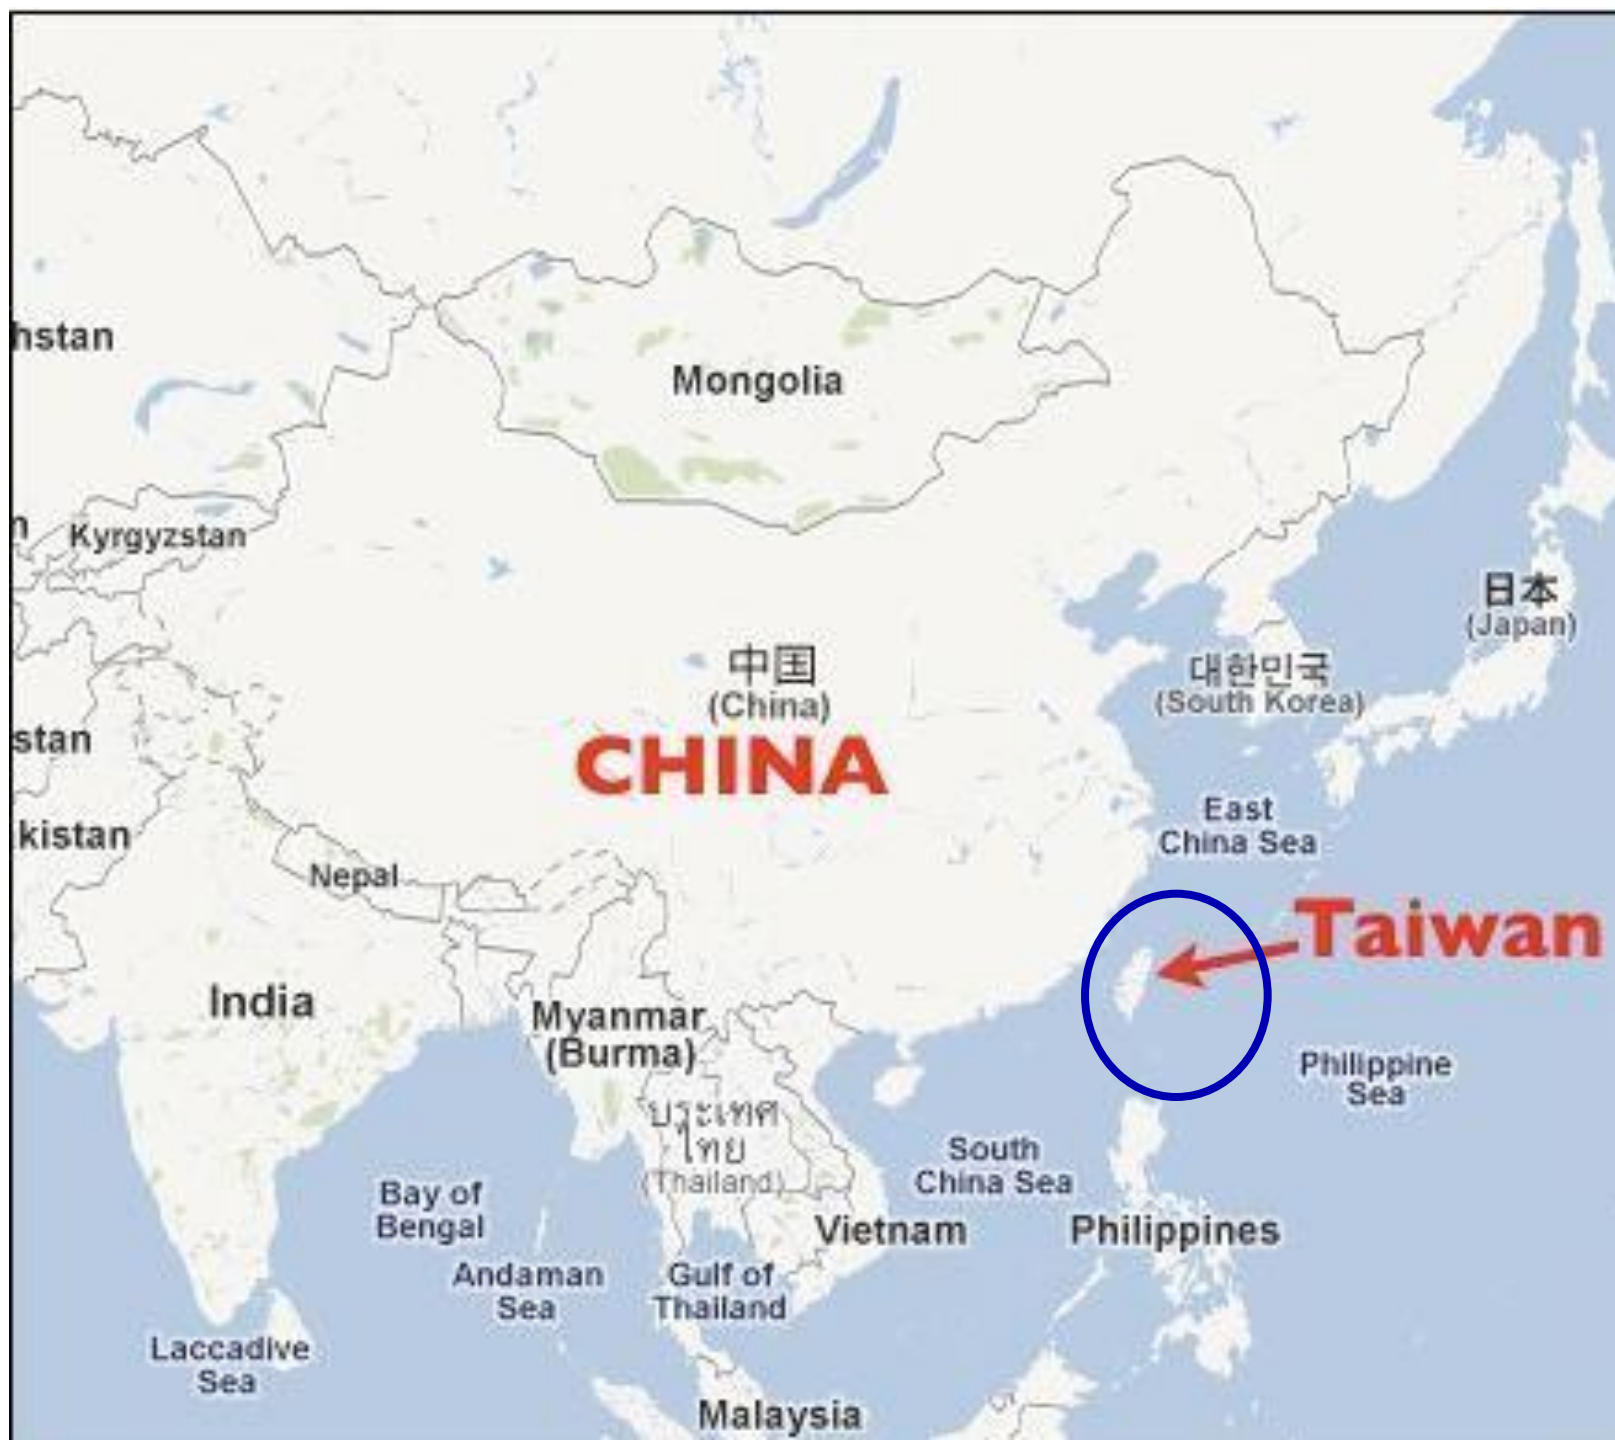 hstan
Mongolia
n
Kyrgyzstan
日本
(Japan)
中国
(China)
대한민국
(South Korea)
stan
CHINA
East
China Sea
kistan
Nepal
Taiwan
India
Myanmar
(Burma)
Philippine
Sea
ประเทศ
ไทย
(Thailand)
South
China Sea
Bay of
Bengal
Vietnam
Philippines
Andaman
Sea
Gulf of
Thailand
Laccadive
Sea
Malaysia